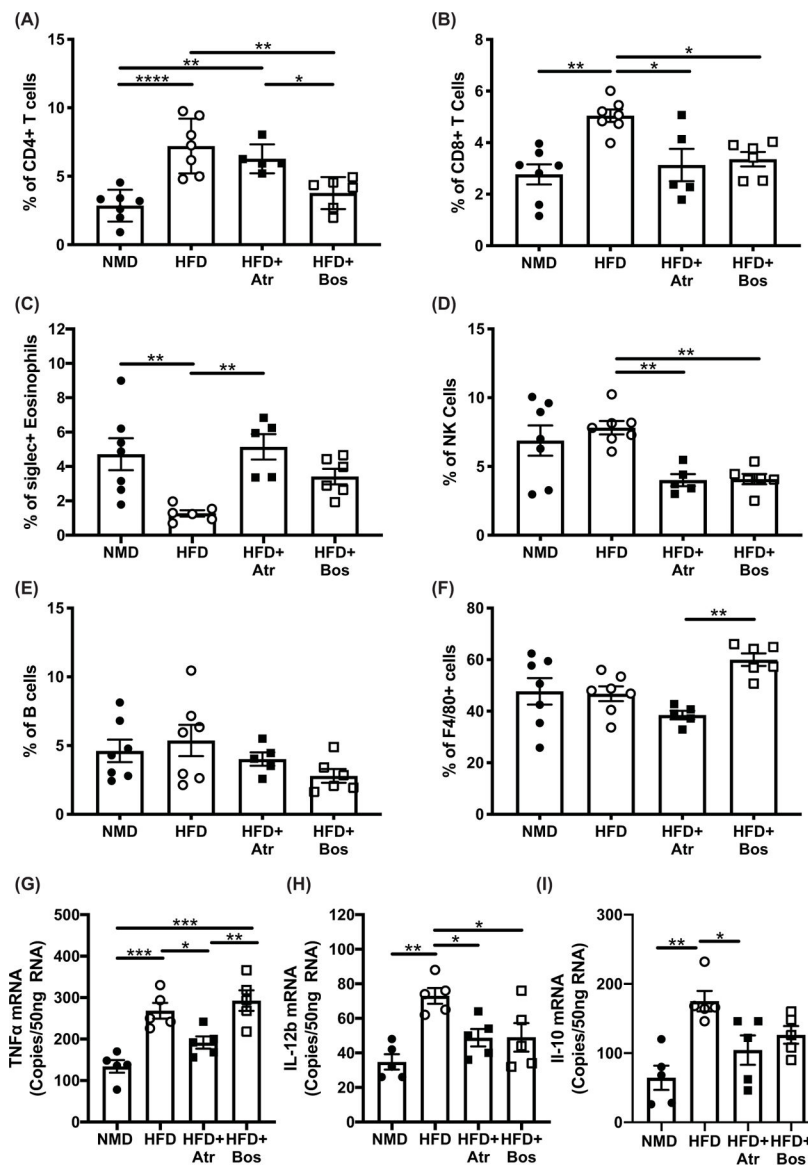 (A)
% of CD4+ T cells
15
10
5
0
****
**
**
*
NMD
HFD
HFD+
Atr
HFD+
Bos
(B)
% of CD8+ T Cells
8
6
4
2
0
**
*
*
NMD
HFD
HFD+
Atr
HFD+
Bos
(C)
% of siglec+ Eosinophils
12
10
8
6
4
2
0
**
**
NMD
HFD
HFD+
Atr
HFD+
Bos
(D)
% of NK Cells
15
10
5
0
**
**
NMD
HFD
HFD+
Atr
HFD+
Bos
(E)
% of B cells
15
10
5
0
NMD
HFD
HFD+
Atr
HFD+
Bos
(F)
% of F4/80+ cells
80
60
40
20
0
**
NMD
HFD
HFD+
Atr
HFD+
Bos
(G)
TNFα mRNA
(Copies/50ng RNA)
500
400
300
200
100
0
***
***
*
**
NMD
HFD
HFD+
Atr
HFD+
Bos
(H)
IL-12b mRNA
(Copies/50ng RNA)
120
100
80
60
40
20
0
**
*
*
NMD
HFD
HFD+
Atr
HFD+
Bos
(I)
Il-10 mRNA
(Copies/50ng RNA)
300
200
100
0
**
*
NMD
HFD
HFD+
Atr
HFD+
Bos